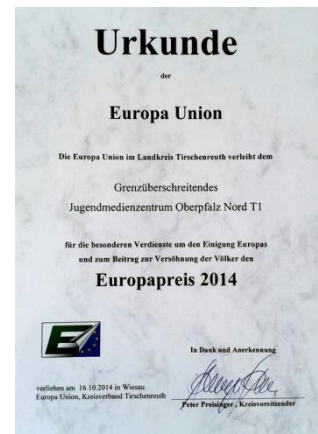 Urkunde
der
Europa Union
Die Europa Union im Landkreis Tirschenreuth verleiht dem
Grenzüberschreitendes
Jugendmedienzentrum Oberpfalz Nord T1
für die besonderen Verdienste um den Einigung Europas
und zum Beitrag zur Versöhnung der Völker den
Europapreis 2014
E
In Dank und Anerkennung
verliehen am 16.10.2014 in Wiesau
Europa Union, Kreisverband Tirschenreuth
Peter Preisinger , Kreisvorsitzender